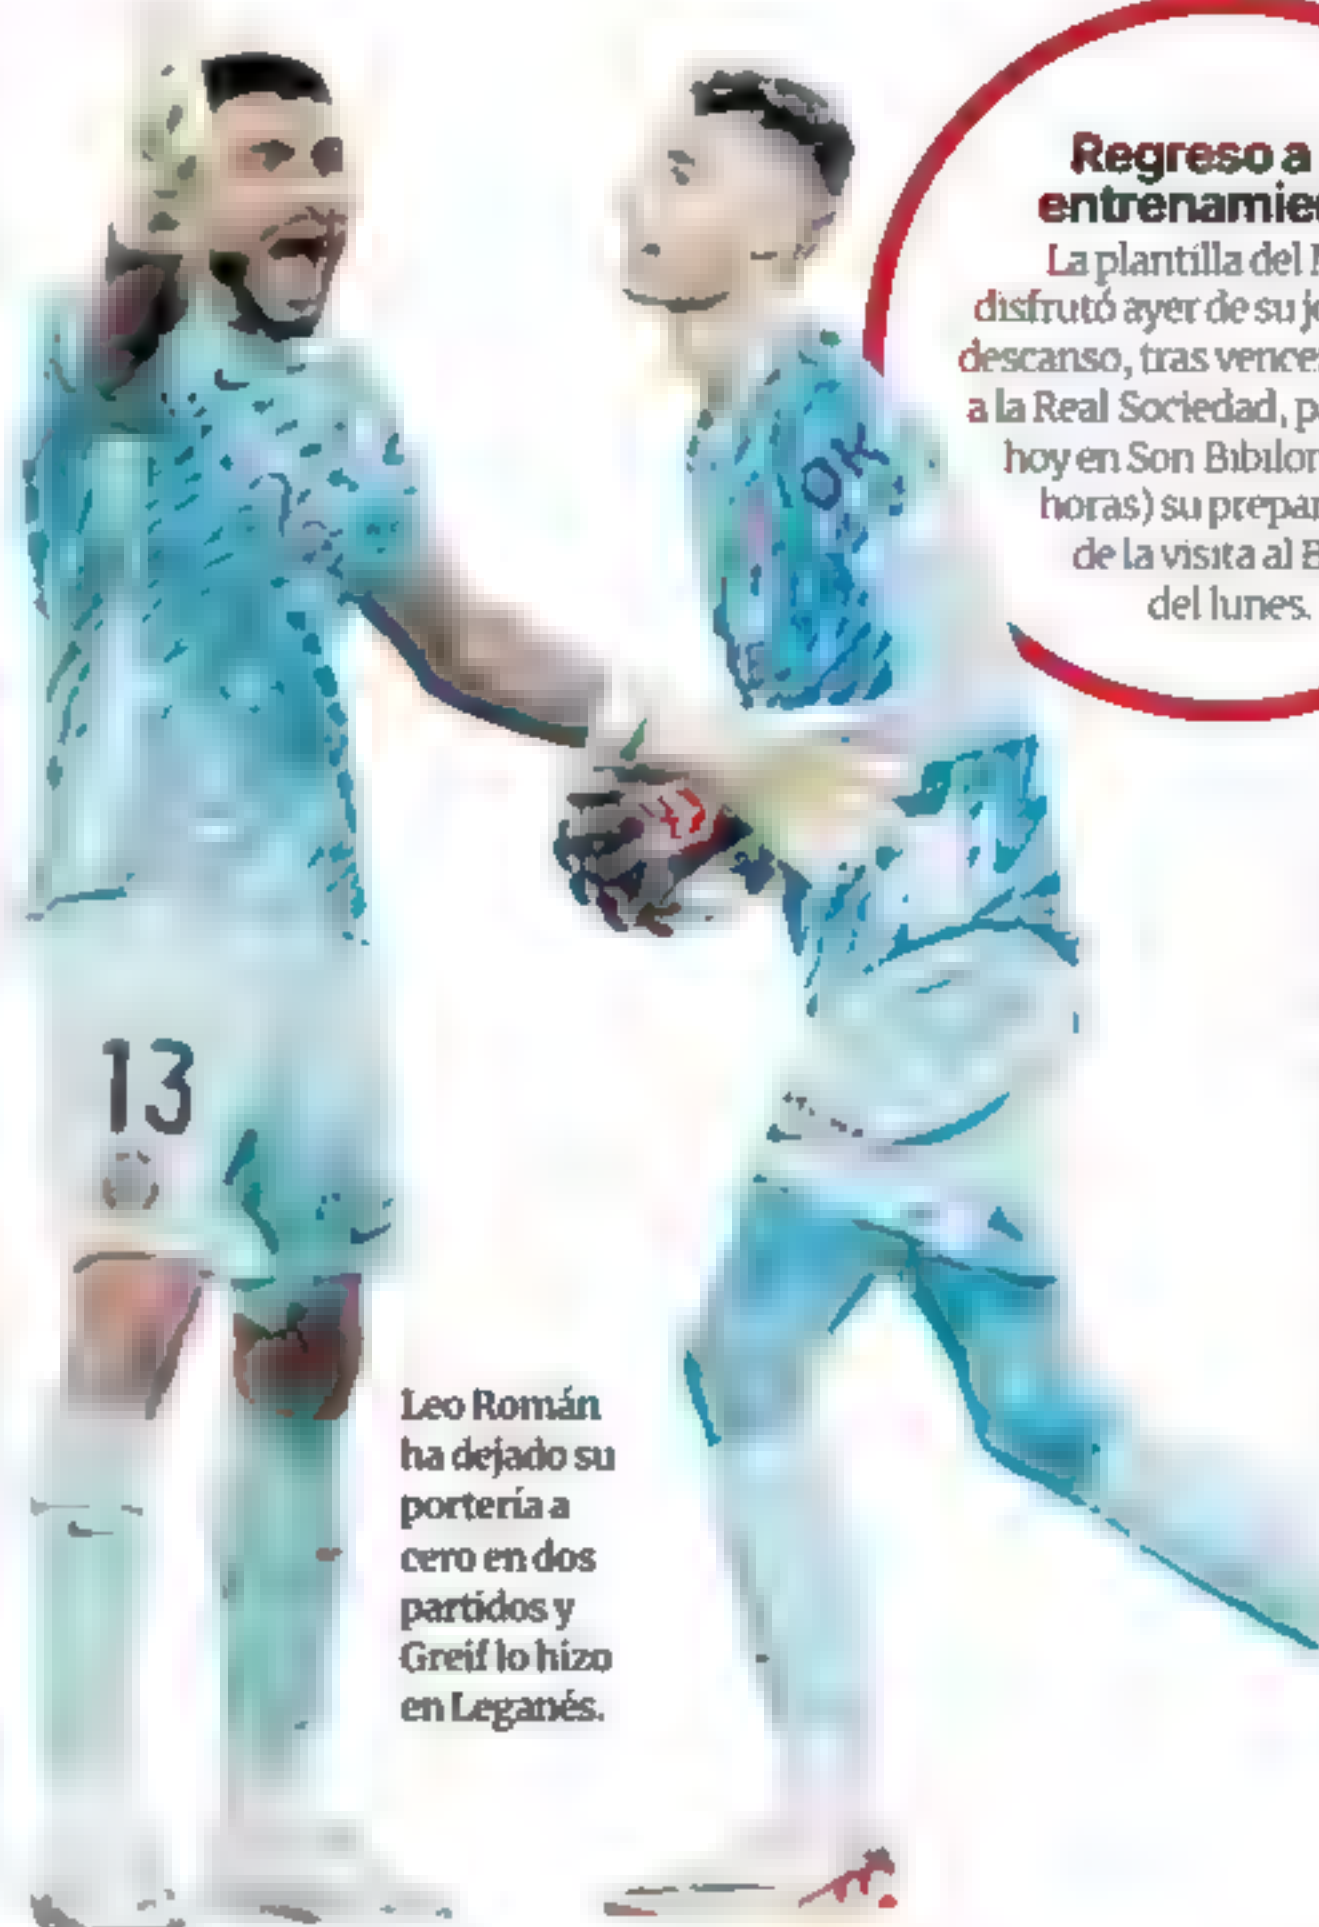 Regreso a
entrenamie
La plantilla del
disfrutó ayer de su j
descanso, tras vence
a la Real Sociedad, p
hoy en Son Bibilon
horas) su prepar
de la visita al
del lunes.
OK
13
Leo Román
ha dejado su
portería a
cero en dos
partidos y
Greif lo hizo
en Leganés.